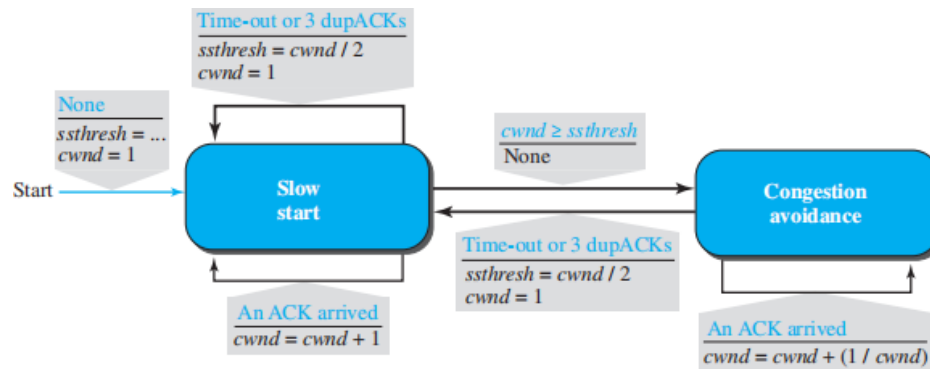 Time-out or 3 dupACKs
ssthresh = cwnd / 2
cwnd = 1
None
ssthresh = ...
cwnd = 1
Start
Slow
start
cwnd ≥ ssthresh
None
Congestion
avoidance
Time-out or 3 dupACKs
ssthresh = cwnd / 2
cwnd = 1
An ACK arrived
cwnd = cwnd + 1
An ACK arrived
cwnd = cwnd + (1 / cwnd)